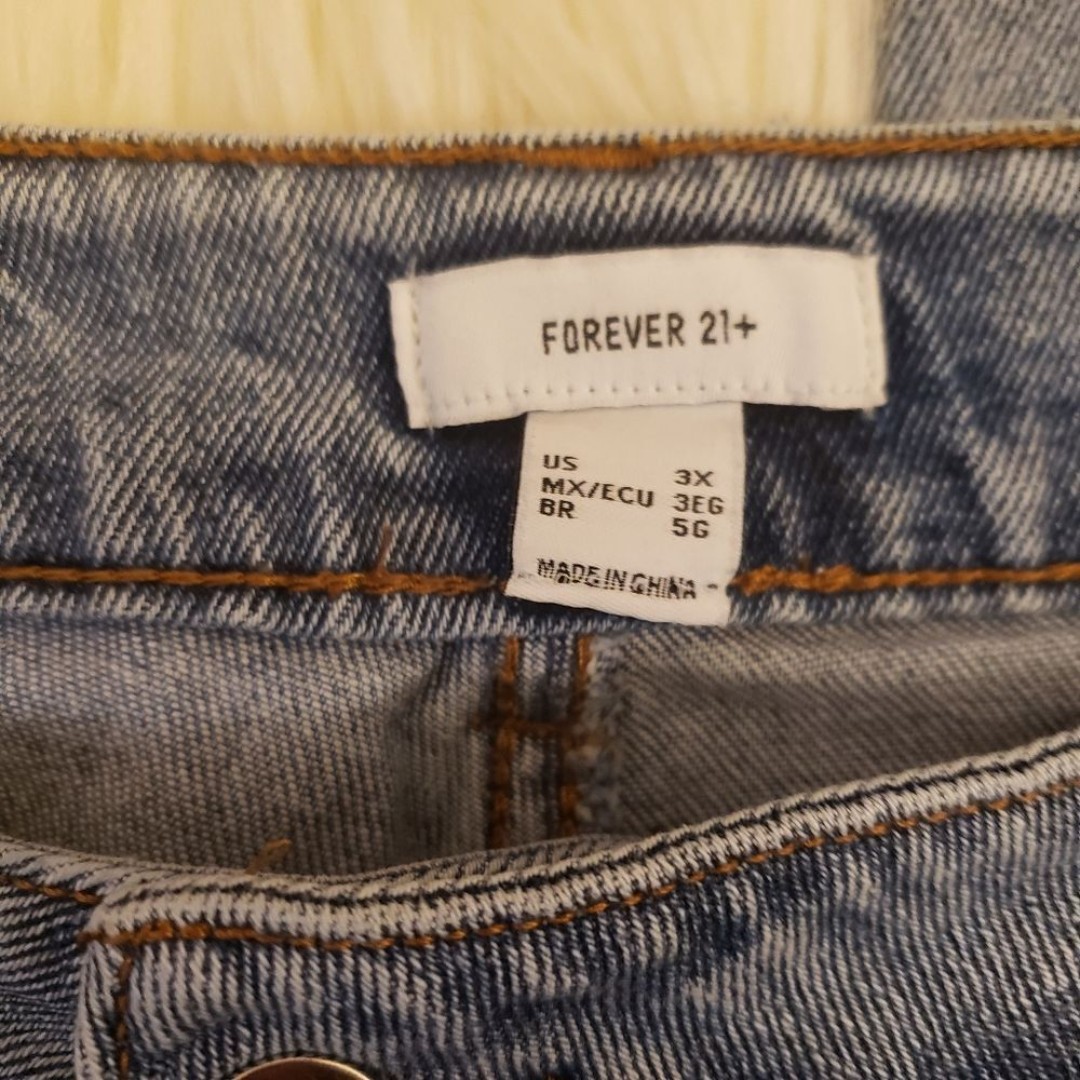 FOREVER 21+
US 3X
MX/ECU 3EG
BR 5G
MADE IN CHINA